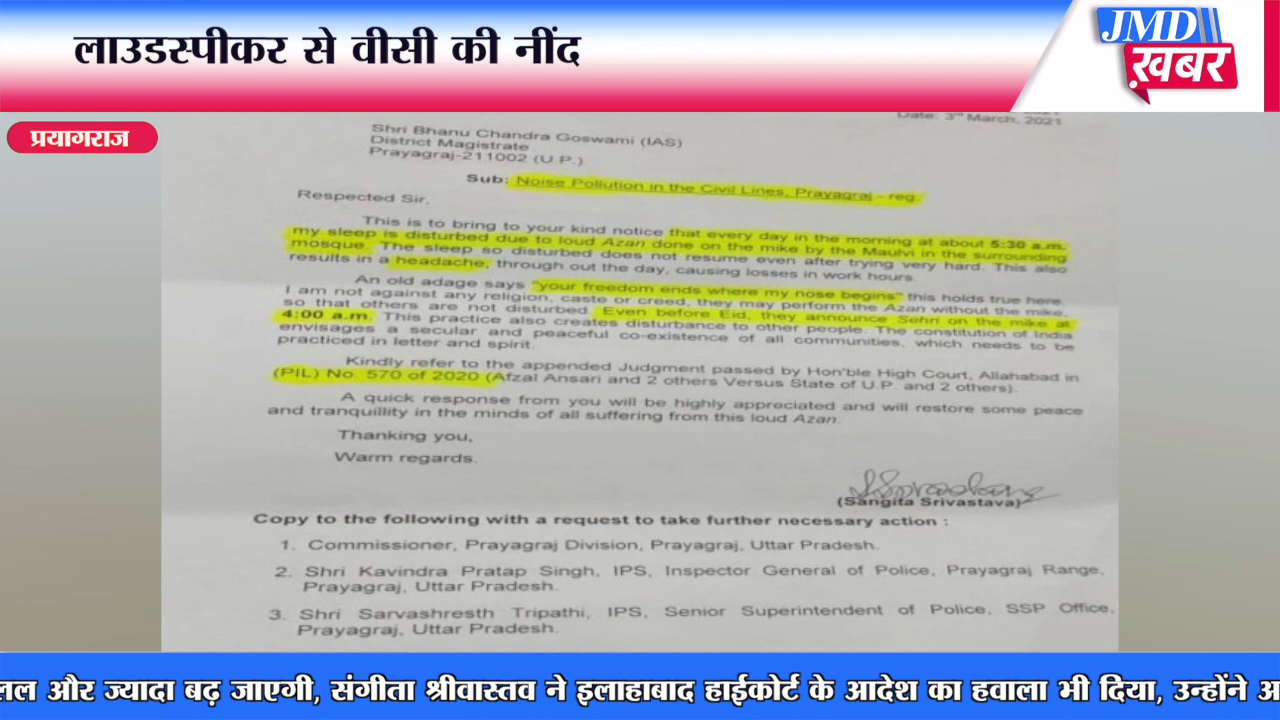 लाउडस्पीकर से वीसी की नींद
JMD
ख़बर
प्रयागराज
Date: 3rd March, 2021
Shri Bhanu Chandra Goswami (IAS)
District Magistrate
Prayagraj-211002 (U.P.)
Sub: Noise Pollution in the Civil Lines, Prayagraj - reg.
Respected Sir,
This is to bring to your kind notice that every day in the morning at about 5:30 a.m.
my sleep is disturbed due to loud Azan done on the mike by the Maulvi in the surrounding
mosque. The sleep so disturbed does not resume even after trying very hard. This also
results in a headache, through out the day, causing losses in work hours.
An old adage says "your freedom ends where my nose begins" this holds true here.
I am not against any religion, caste or creed, they may perform the Azan without the mike,
so that others are not disturbed. Even before Eid, they announce Sehri on the mike at
4:00 a.m. This practice also creates disturbance to other people. The constitution of India
envisages a secular and peaceful co-existence of all communities, which needs to be
practiced in letter and spirit.
Kindly refer to the appended Judgment passed by Hon'ble High Court, Allahabad in
(PIL) No. 570 of 2020 (Afzal Ansari and 2 others Versus State of U.P. and 2 others).
A quick response from you will be highly appreciated and will restore some peace
and tranquillity in the minds of all suffering from this loud Azan.
Thanking you,
Warm regards.
(Sangita Srivastava)
Copy to the following with a request to take further necessary action :
1. Commissioner, Prayagraj Division, Prayagraj, Uttar Pradesh.
2. Shri Kavindra Pratap Singh, IPS, Inspector General of Police, Prayagraj Range,
Prayagraj, Uttar Pradesh.
3. Shri Sarvashresth Tripathi, IPS, Senior Superintendent of Police, SSP Office,
Prayagraj, Uttar Pradesh.
और ज्यादा बढ़ जाएगी, संगीता श्रीवास्तव ने इलाहाबाद हाईकोर्ट के आदेश का हवाला भी दिया, उन्होंने